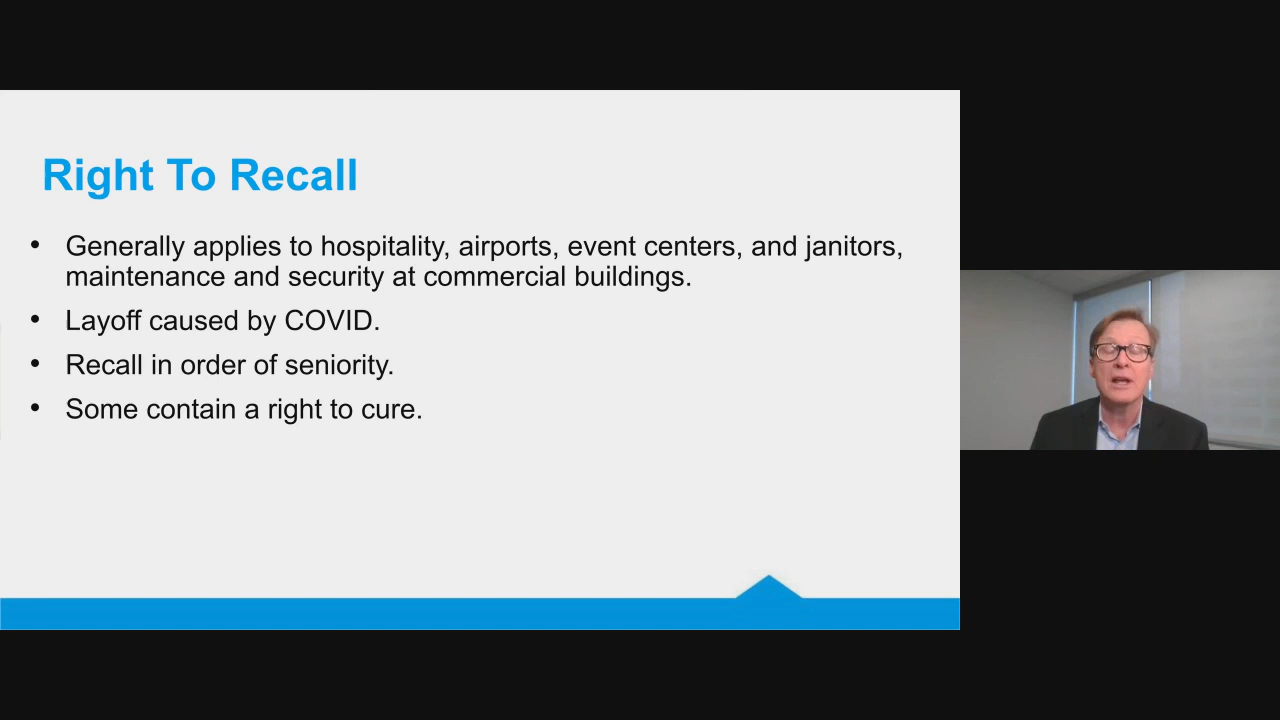 Right To Recall
• Generally applies to hospitality, airports, event centers, and janitors,
maintenance and security at commercial buildings.
• Layoff caused by COVID.
• Recall in order of seniority.
• Some contain a right to cure.